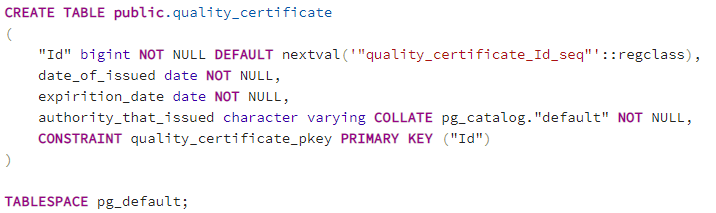 CREATE TABLE public.quality_certificate
(
    "Id" bigint NOT NULL DEFAULT nextval('"quality_certificate_Id_seq"'::regclass),
    date_of_issued date NOT NULL,
    expirition_date date NOT NULL,
    authority_that_issued character varying COLLATE pg_catalog."default" NOT NULL,
    CONSTRAINT quality_certificate_pkey PRIMARY KEY ("Id")
)
TABLESPACE pg_default;